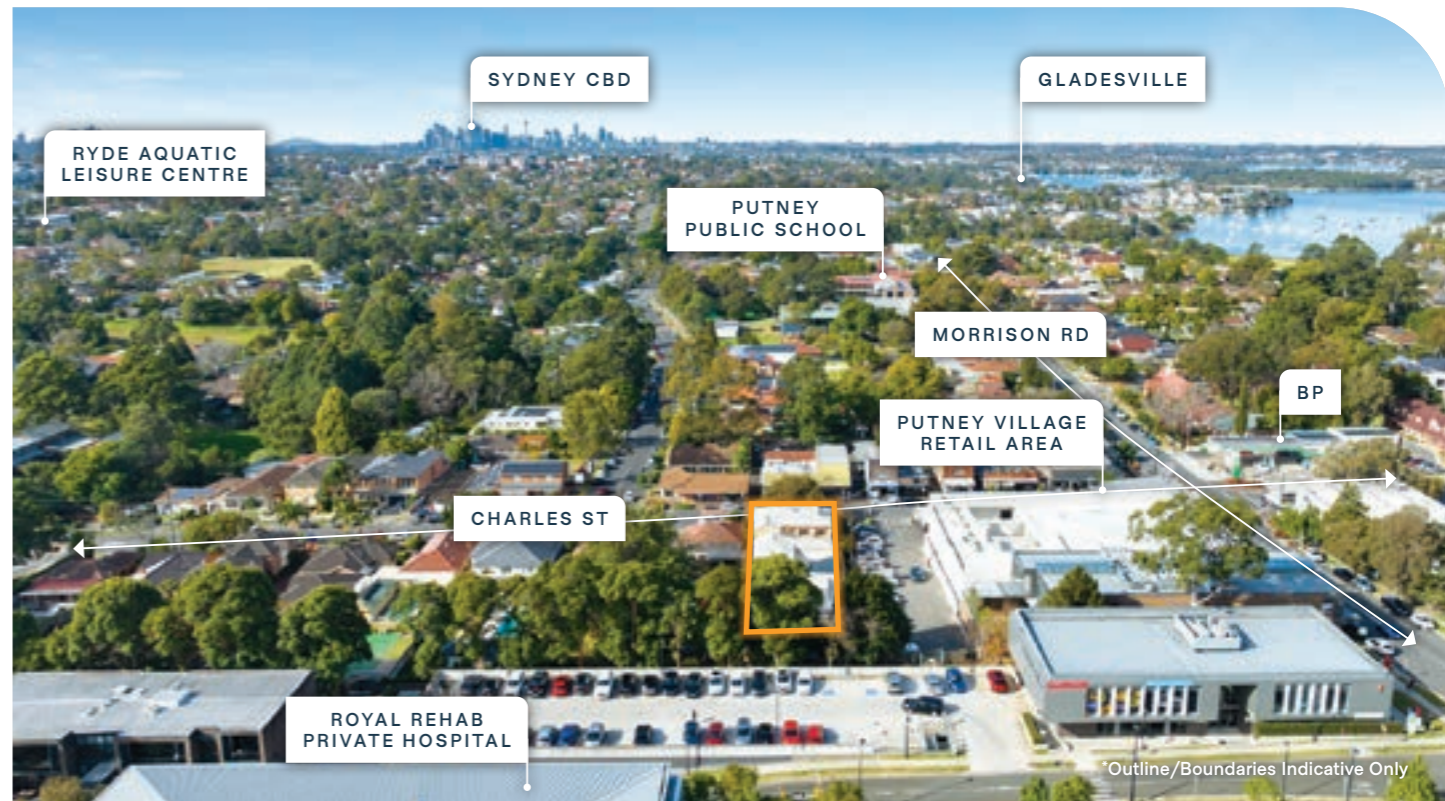 SYDNEY CBD
GLADESVILLE
RYDE AQUATIC
LEISURE CENTRE
PUTNEY
PUBLIC SCHOOL
MORRISON RD
BP
PUTNEY VILLAGE
RETAIL AREA
CHARLES ST
ROYAL REHAB
PRIVATE HOSPITAL
*Outline/Boundaries Indicative Only